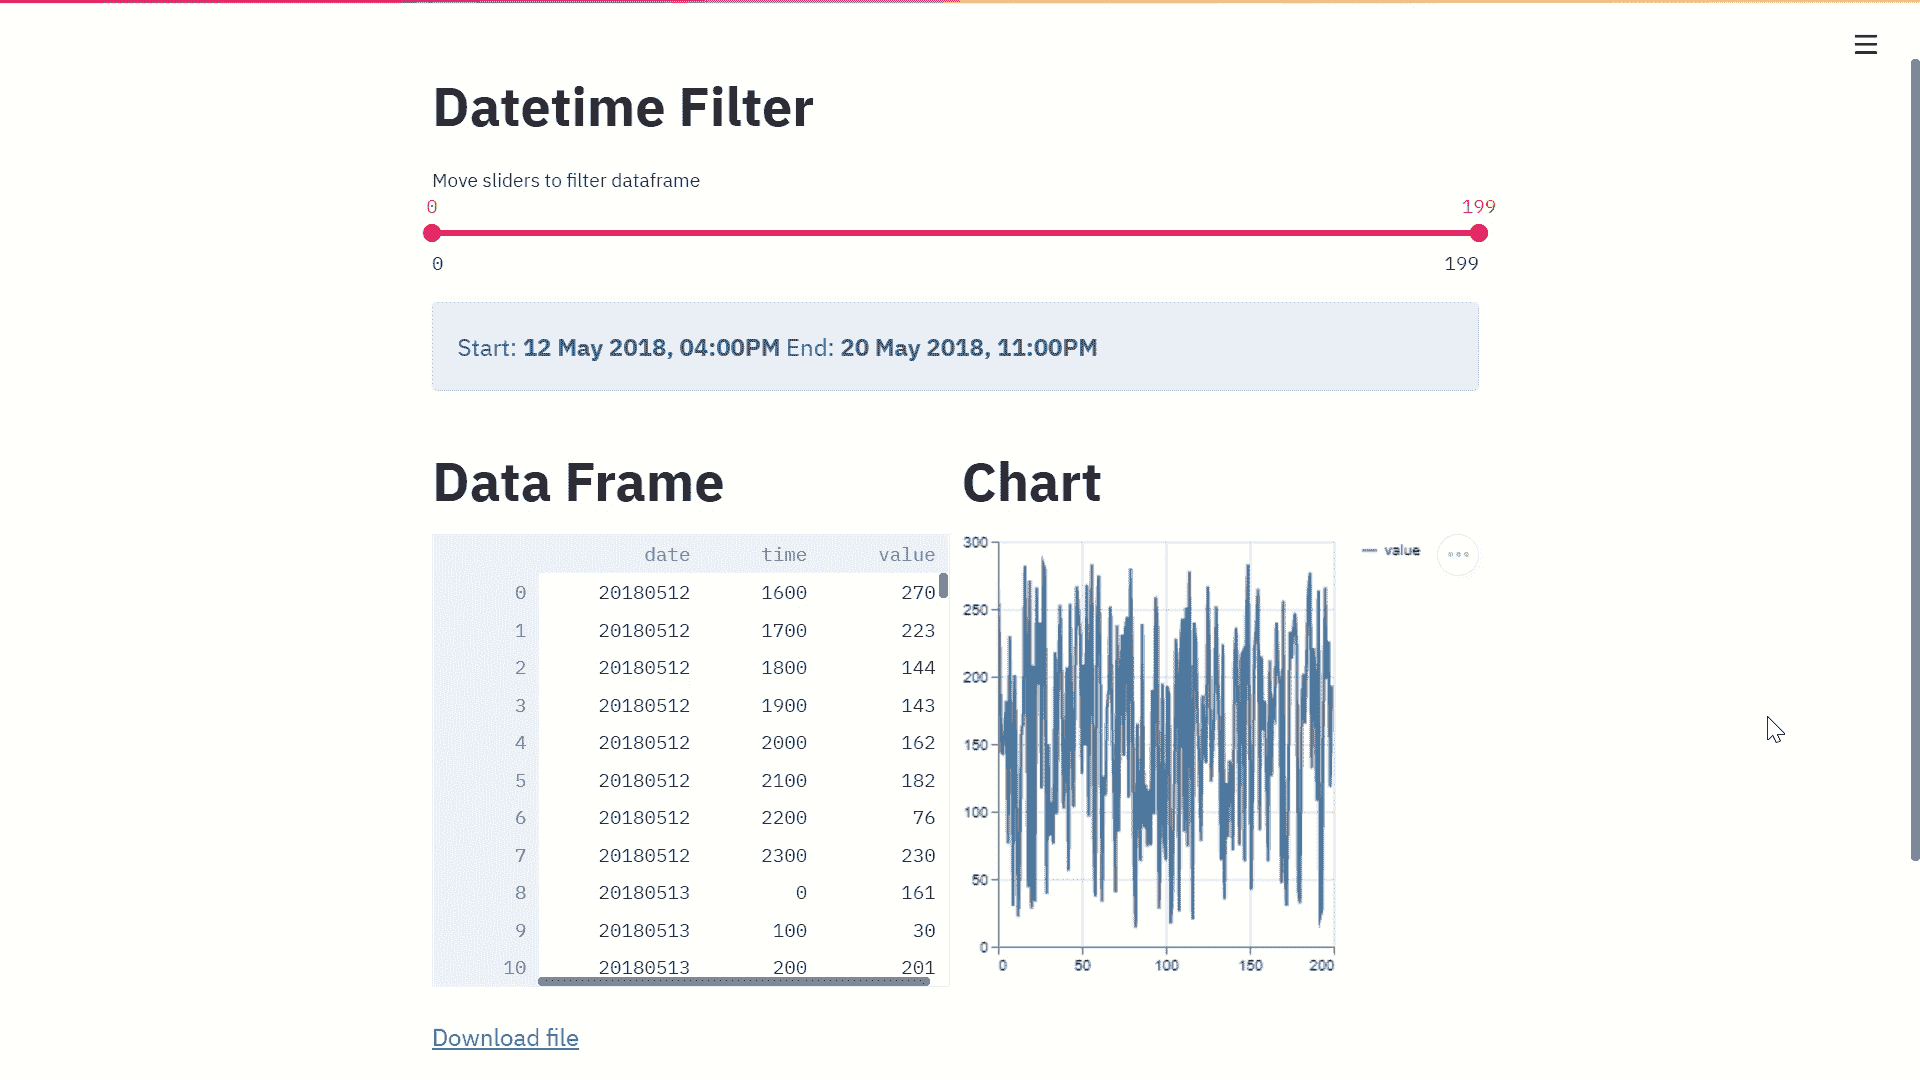 Datetime Filter
Move sliders to filter dataframe
0 199
0 199
Start: 12 May 2018, 04:00PM End: 20 May 2018, 11:00PM
Data Frame
date time value
0 20180512 1600 270
1 20180512 1700 223
2 20180512 1800 144
3 20180512 1900 143
4 20180512 2000 162
5 20180512 2100 182
6 20180512 2200 76
7 20180512 2300 230
8 20180513 0 161
9 20180513 100 30
10 20180513 200 201
Chart
300
250
200
150
100
50
0
0 50 100 150 200
value
Download file